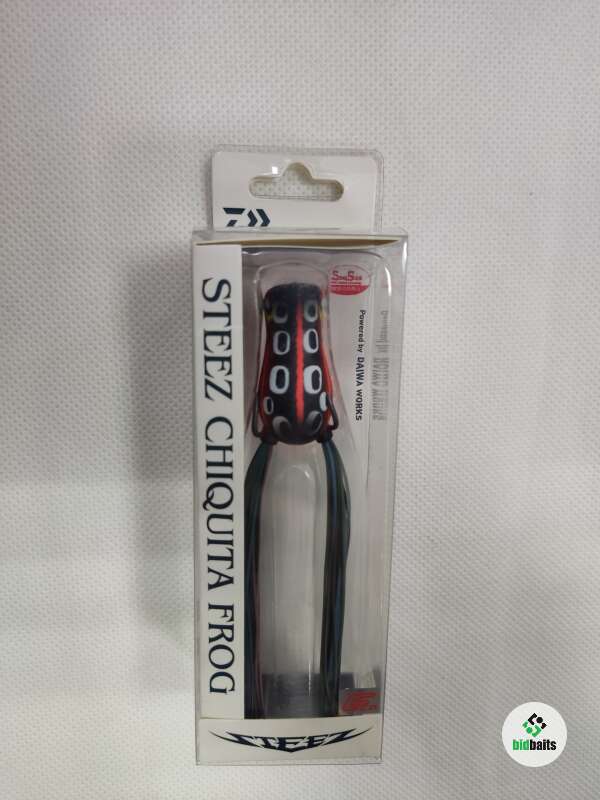 STEEZ CHIQUITA FROG
Powered by DAIWA WORKS
STEEZ
bidbaits